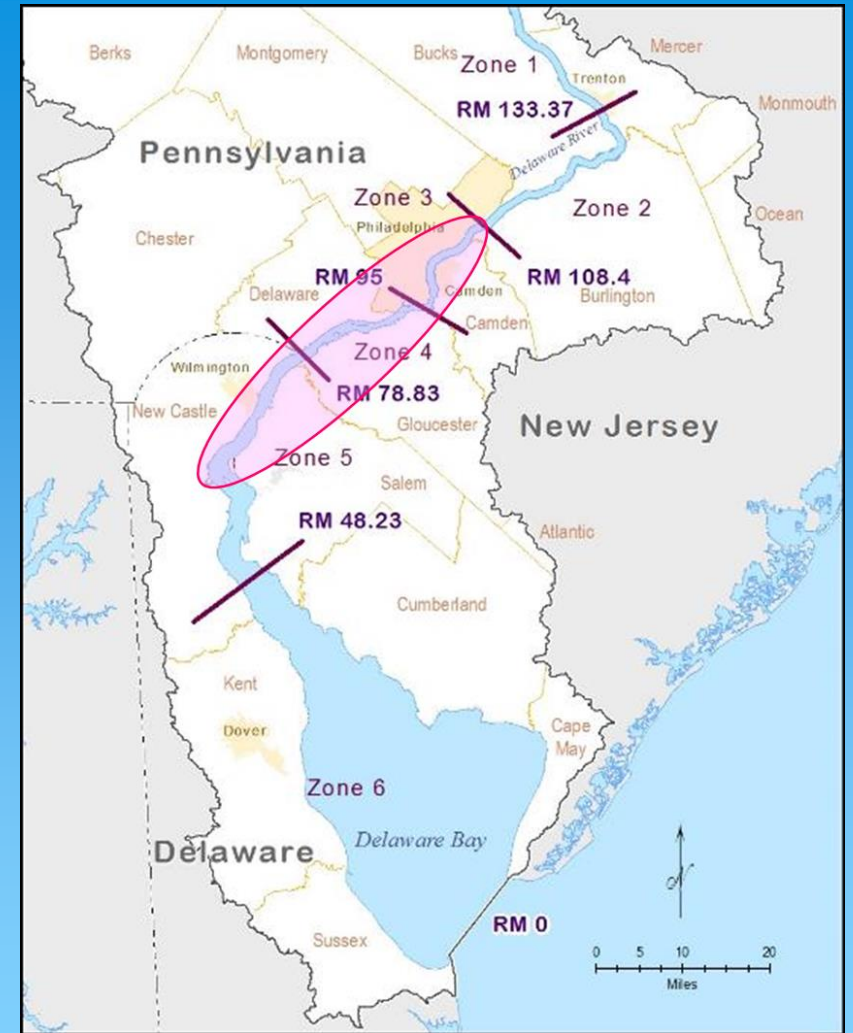 Berks
Montgomery
Bucks
Mercer
Zone 1
Trenton
RM 133.37
Monmouth
Delaware River
Pennsylvania
Zone 3
Zone 2
Philadelphia
Ocean
Chester
RM 95
RM 108.4
Delaware
Camden
Burlington
Camden
Zone 4
Wilmington
RM 78.83
New Castle
Gloucester
New Jersey
Zone 5
Salem
RM 48.23
Atlantic
Cumberland
Kent
Dover
Cape
May
Zone 6
Delaware Bay
Delaware
N
RM 0
Sussex
0 5 10 20
Miles